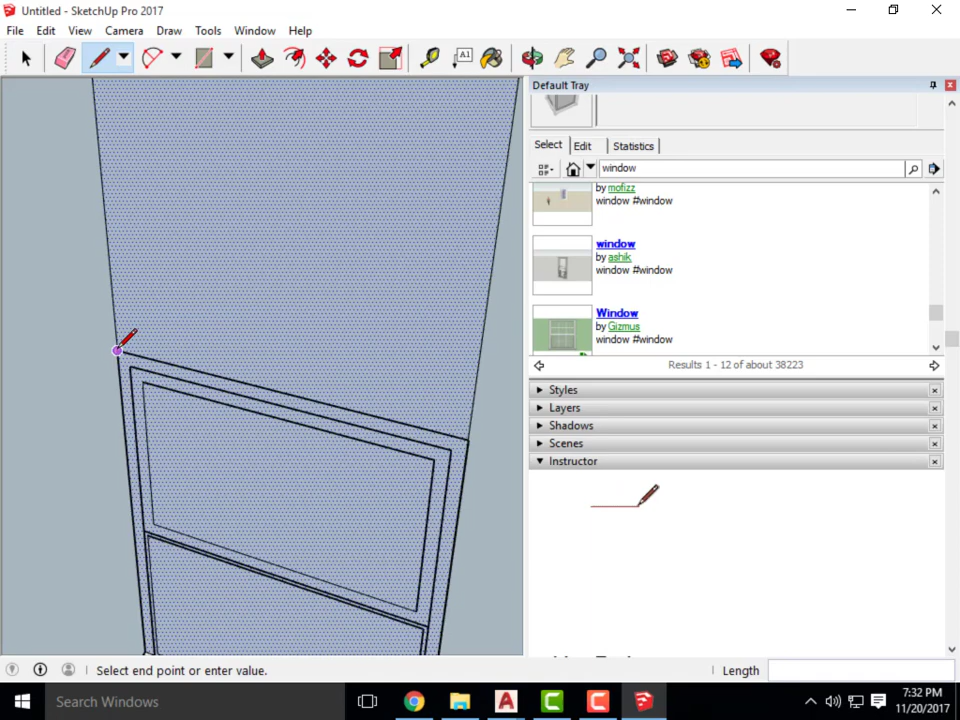 Untitled - SketchUp Pro 2017
File Edit View Camera Draw Tools Window Help
A1
Default Tray
Select Edit Statistics
window
by mofizz
window #window
window
by ashik
window #window
Window
by Gizmus
window #window
Results 1 - 12 of about 38223
Styles
Layers
Shadows
Scenes
Instructor
Select end point or enter value.
Length
Search Windows
7:32 PM
11/20/2017